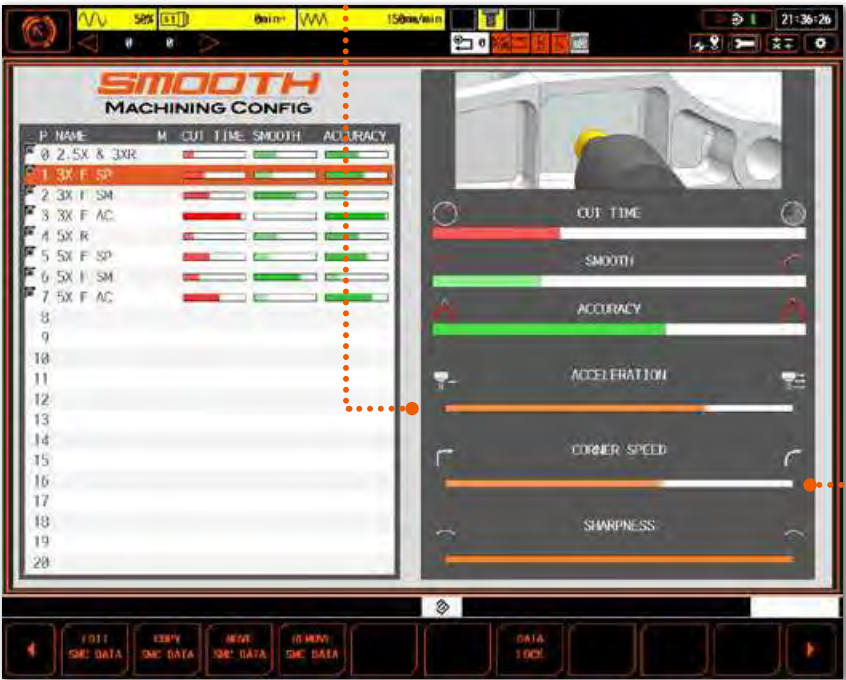 50% 0min⁻¹ 150mm/min 21:36:26
0 0 0
SMOOTH
MACHINING CONFIG
P NAME M CUT TIME SMOOTH ACCURACY
0 2.5X & 3XR
1 3X F SP
2 3X F SM
3 3X F AC
4 5X R
5 5X F SP
6 5X F SM
7 5X F AC
8
9
10
11
12
13
14
15
16
17
18
19
20
CUT TIME
SMOOTH
ACCURACY
ACCELERATION
CORNER SPEED
SHARPNESS
EDIT SMC DATA
COPY SMC DATA
MOVE SMC DATA
REMOVE SMC DATA
DATA LOCK